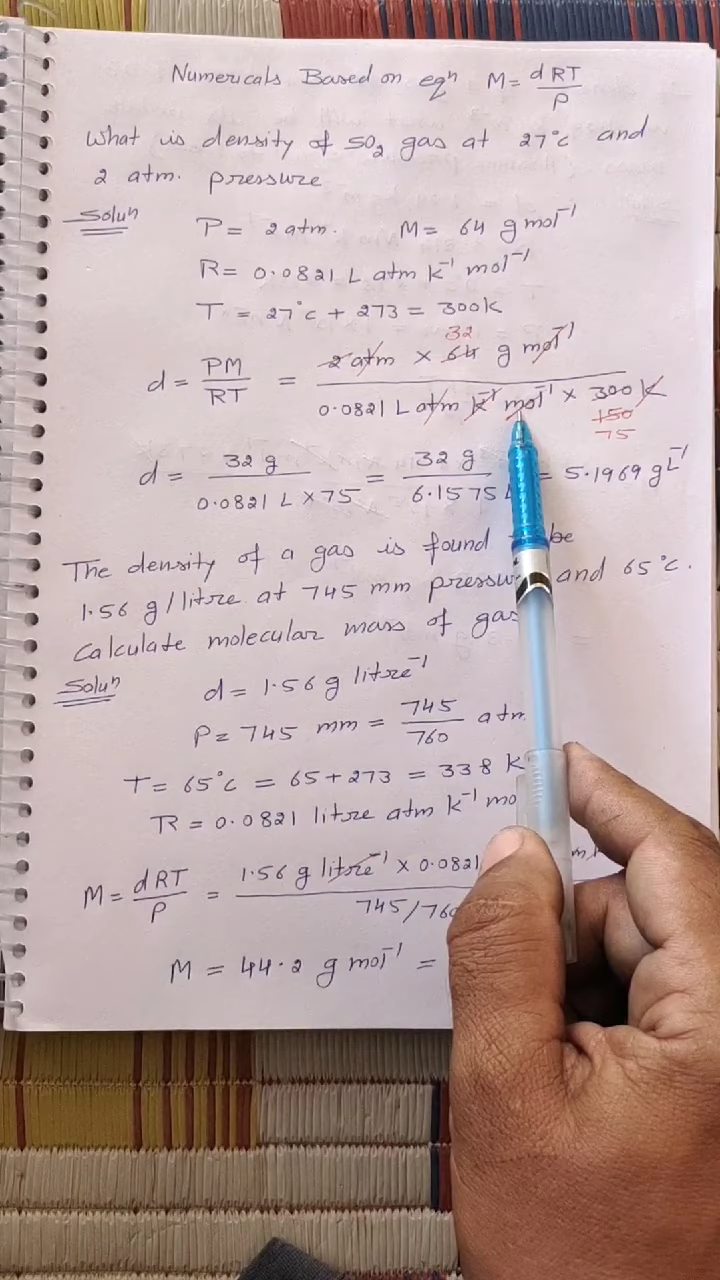 Numericals Based on eqn M = dRT/P
What is density of SO2 gas at 27°c and
2 atm. pressure
Solun
P = 2 atm. M = 64 g mol⁻¹
R = 0.0821 L atm k⁻¹ mol⁻¹
T = 27°c + 273 = 300k
32
d = PM/RT = 2 atm × 64 g mol⁻¹ / 0.0821 L atm k⁻¹ mol⁻¹ × 300 k
150
75
d = 32 g / 0.0821 L × 75 = 32 g / 6.1575 = 5.1969 g L⁻¹
The density of a gas is found be
1.56 g/litre at 745 mm and 65°c.
Calculate molecular mass of gas
Solun
d = 1.56 g litre⁻¹
P = 745 mm = 745/760 atm
T = 65°c = 65 + 273 = 338 K
R = 0.0821 litre atm k⁻¹
M = dRT/P = 1.56 g litre⁻¹ × 0.0821 / 745/760
M = 44.2 g mol⁻¹ =